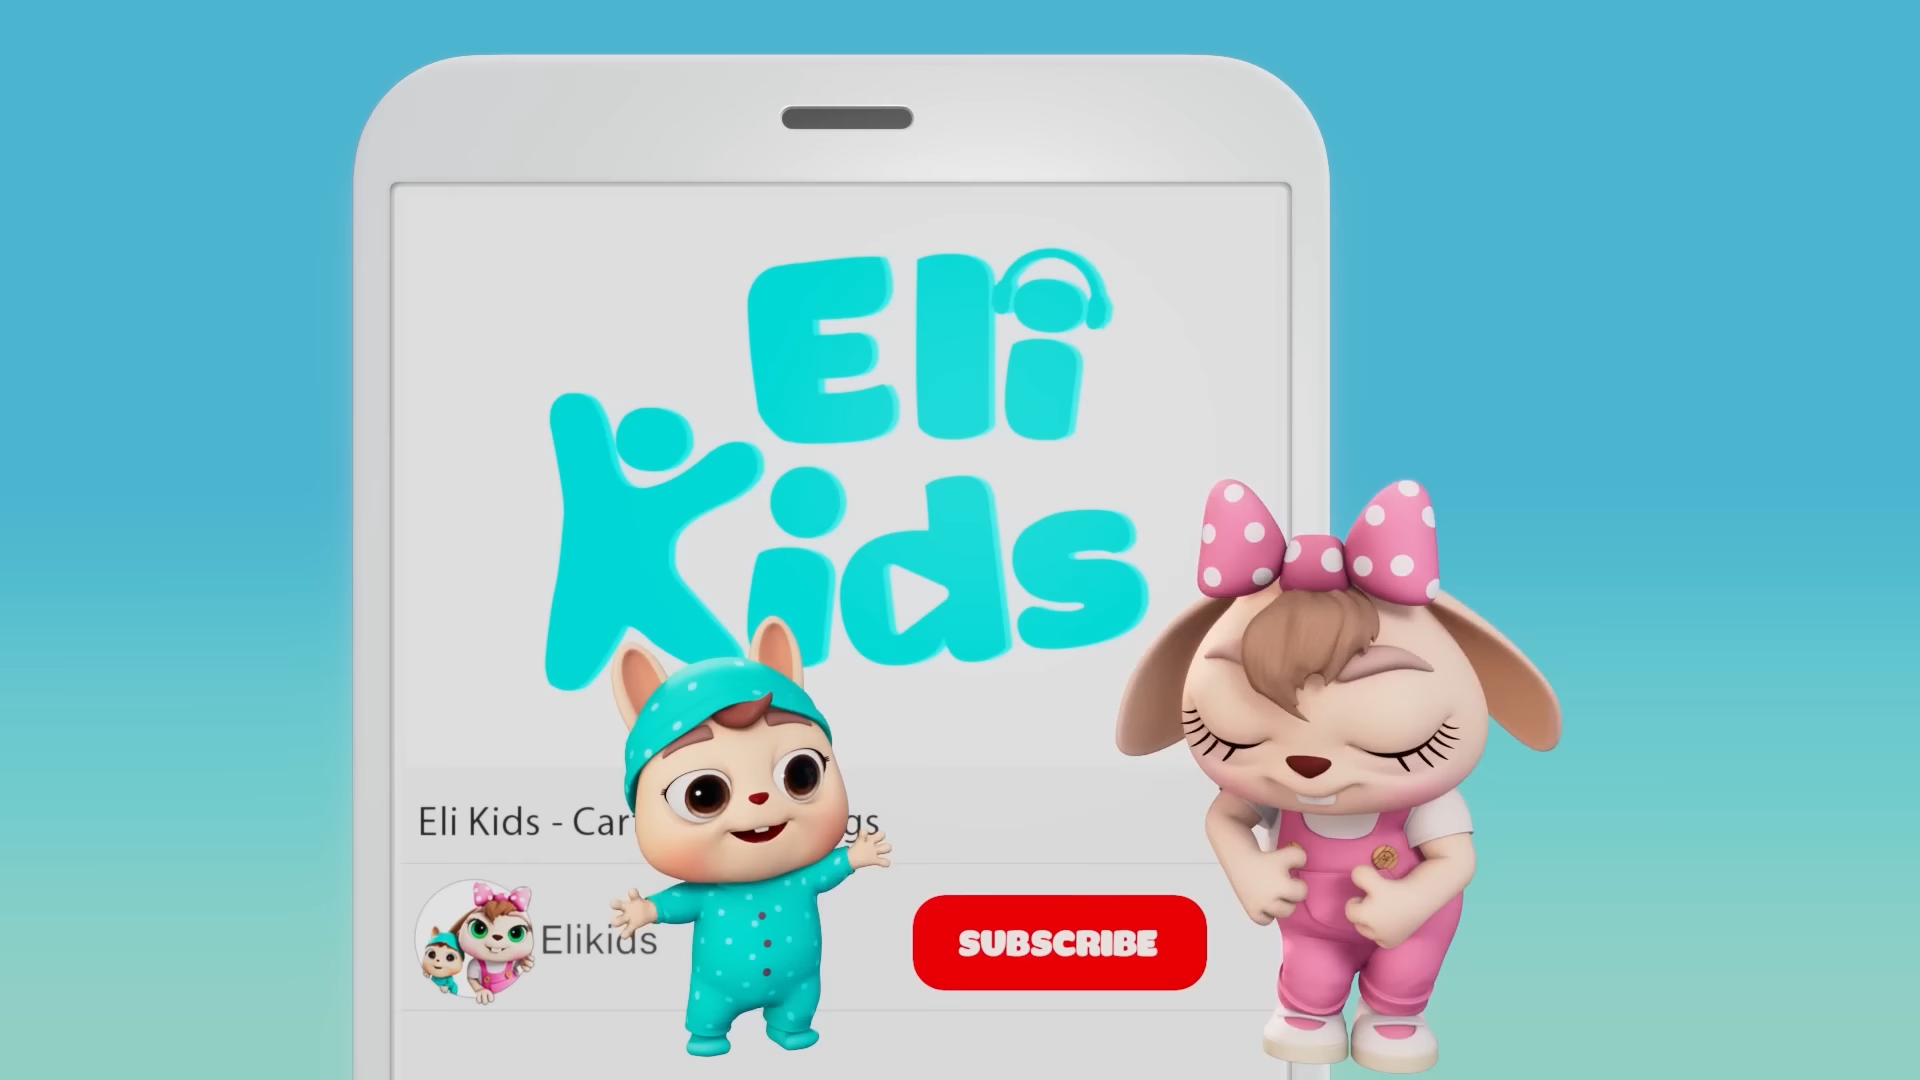 Eli
Kids
Eli Kids - Car gs
Elikids
SUBSCRIBE